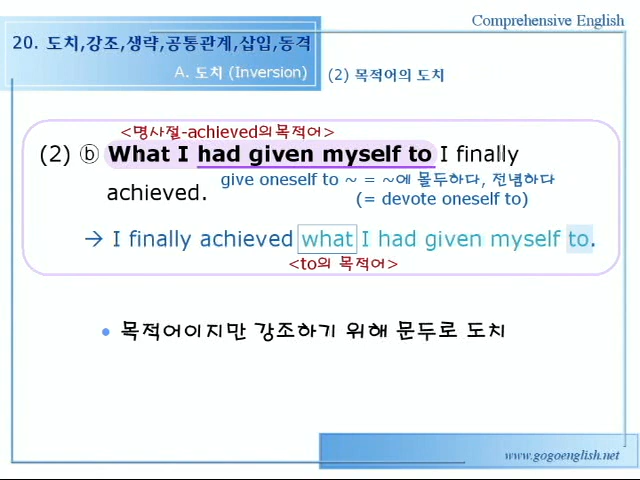 Comprehensive English
20. 도치,강조,생략,공통관계,삽입,동격
A. 도치 (Inversion)
(2) 목적어의 도치
<명사절-achieved의목적어>
(2) ⓑ What I had given myself to I finally
achieved.
give oneself to ~ = ~에 몰두하다, 전념하다
(= devote oneself to)
→ I finally achieved what I had given myself to.
<to의 목적어>
• 목적어이지만 강조하기 위해 문두로 도치
www.gogoenglish.net